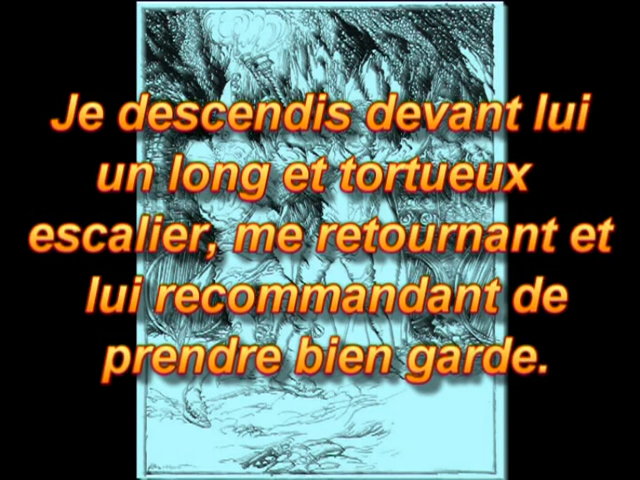 Je descendis devant lui
un long et tortueux
escalier, me retournant et
lui recommandant de
prendre bien garde.